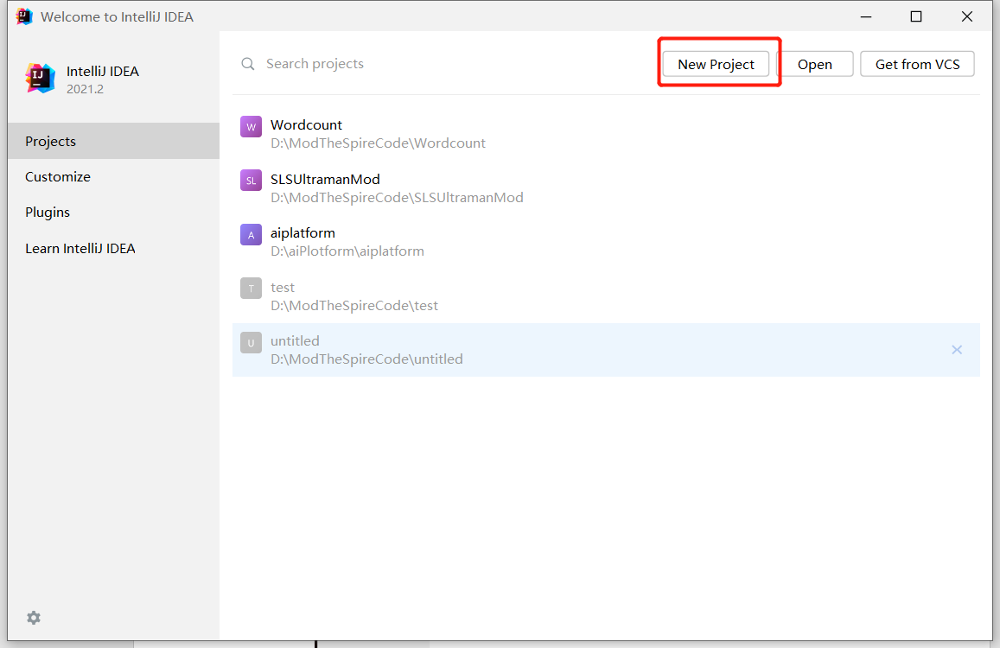 Welcome to IntelliJ IDEA
IntelliJ IDEA
2021.2
Projects
Customize
Plugins
Learn IntelliJ IDEA
Search projects
New Project
Open
Get from VCS
W
Wordcount
D:\ModTheSpireCode\Wordcount
SL
SLSUltramanMod
D:\ModTheSpireCode\SLSUltramanMod
A
aiplatform
D:\aiPlotform\aiplatform
T
test
D:\ModTheSpireCode\test
U
untitled
D:\ModTheSpireCode\untitled